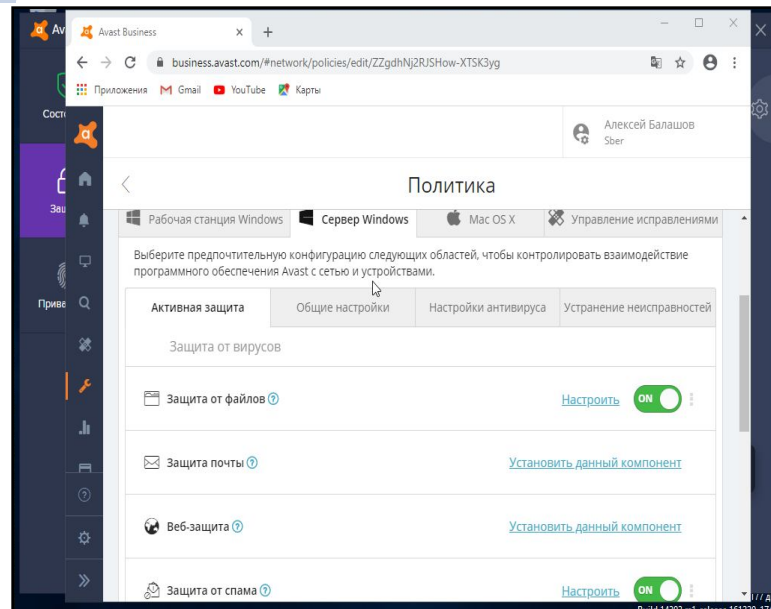 Av
Avast Business
business.avast.com/#network/policies/edit/ZZgdhNj2RJSHow-XTSK3yg
Приложения Gmail YouTube Карты
Состо
Алексей Балашов
Sber
Политика
Рабочая станция Windows Сервер Windows Mac OS X Управление исправлениями
Выберите предпочтительную конфигурацию следующих областей, чтобы контролировать взаимодействие
программного обеспечения Avast с сетью и устройствами.
Активная защита Общие настройки Настройки антивируса Устранение неисправностей
Защита от вирусов
Защита от файлов Настроить ON
Защита почты Установить данный компонент
Веб-защита Установить данный компонент
Защита от спама Настроить ON
Прива